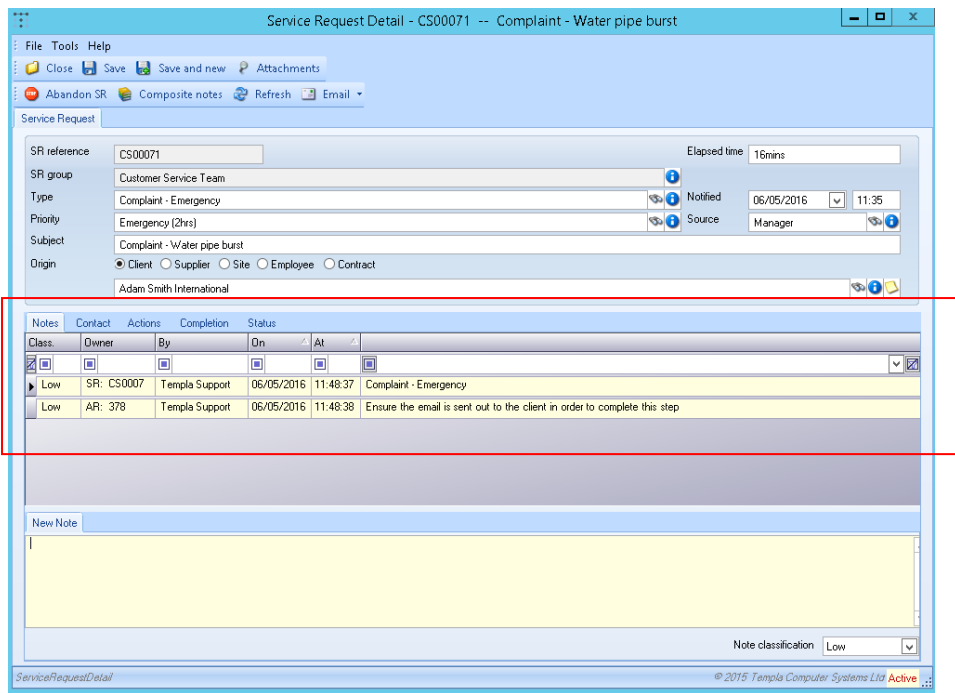 Service Request Detail - CS00071 -- Complaint - Water pipe burst
File Tools Help
Close Save Save and new Attachments
Abandon SR Composite notes Refresh Email
Service Request
SR reference CS00071 Elapsed time 16mins
SR group Customer Service Team
Type Complaint - Emergency Notified 06/05/2016 11:35
Priority Emergency (2hrs) Source Manager
Subject Complaint - Water pipe burst
Origin Client Supplier Site Employee Contract
Adam Smith International
Notes Contact Actions Completion Status
Class. Owner By On At
Low SR: CS0007 Templa Support 06/05/2016 11:48:37 Complaint - Emergency
Low AR: 378 Templa Support 06/05/2016 11:48:38 Ensure the email is sent out to the client in order to complete this step
New Note
Note classification Low
ServiceRequestDetail © 2015 Templa Computer Systems Ltd Active